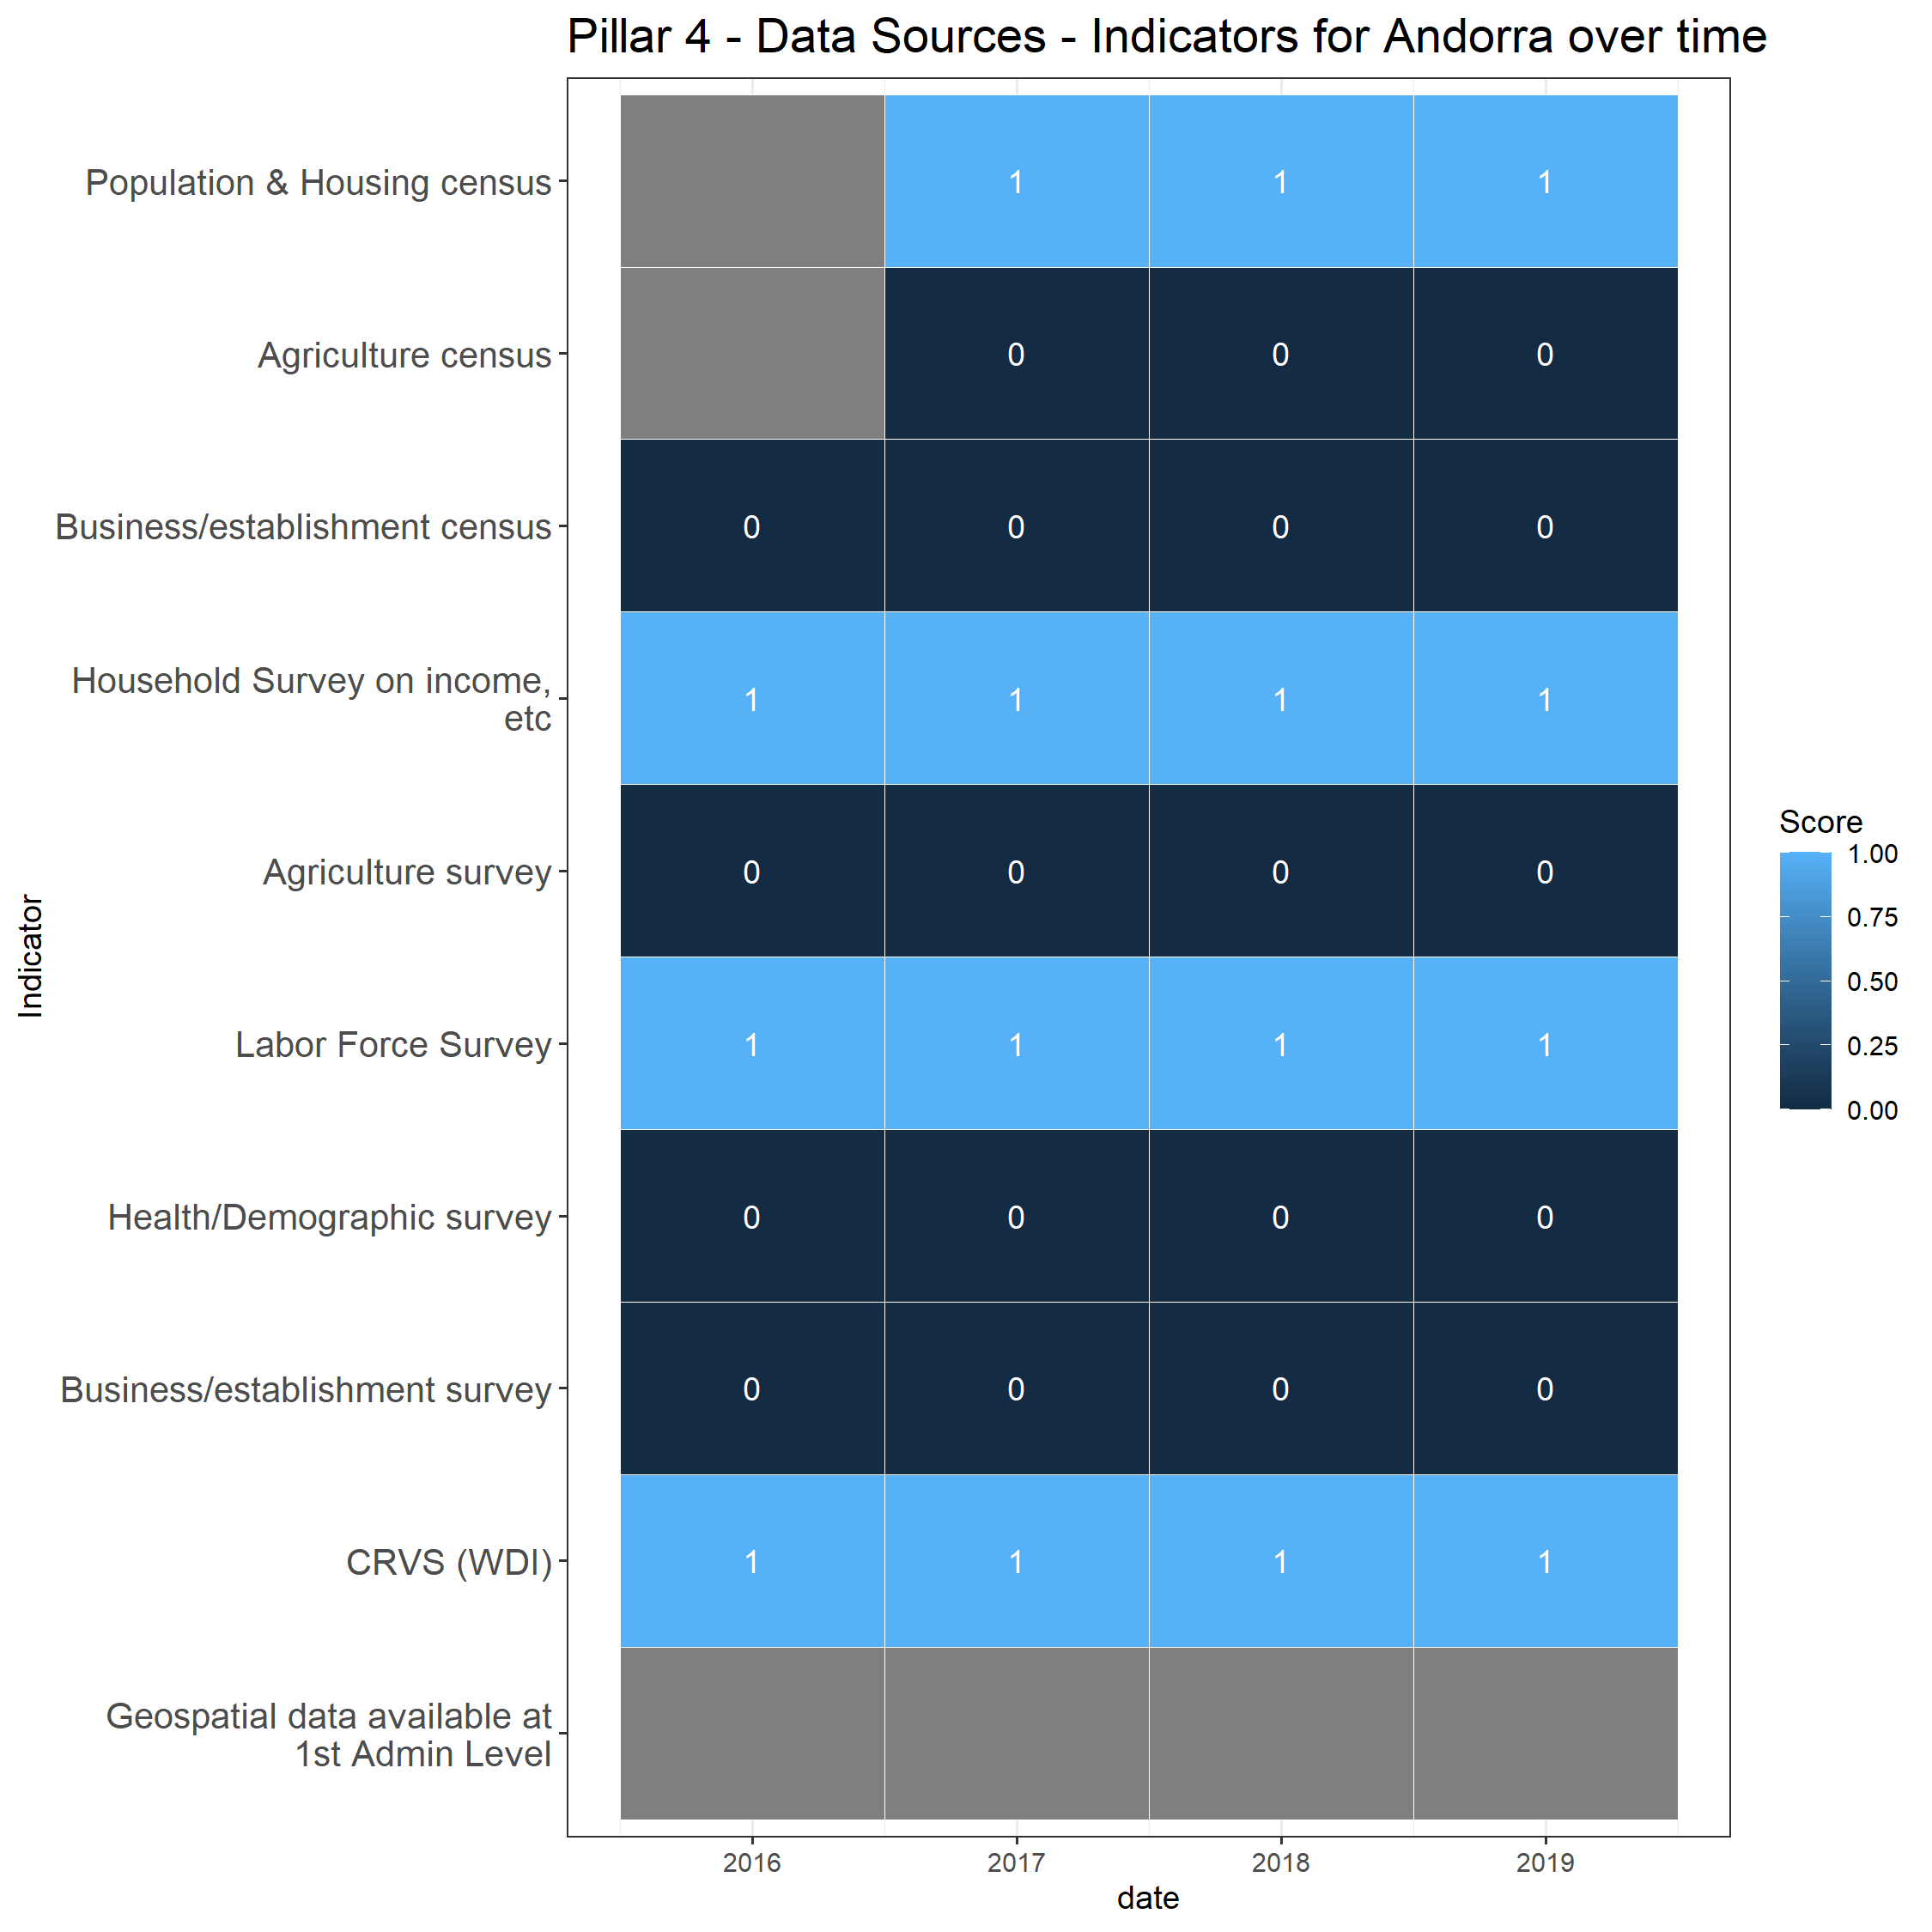 Pillar 4 - Data Sources - Indicators for Andorra over time
Population & Housing census
1 1 1
Agriculture census
0 0 0
Business/establishment census
0 0 0 0
Household Survey on income,
etc
1 1 1 1
Agriculture survey
0 0 0 0
Labor Force Survey
1 1 1 1
Health/Demographic survey
0 0 0 0
Business/establishment survey
0 0 0 0
CRVS (WDI)
1 1 1 1
Geospatial data available at
1st Admin Level
Indicator
2016 2017 2018 2019
date
Score
1.00
0.75
0.50
0.25
0.00